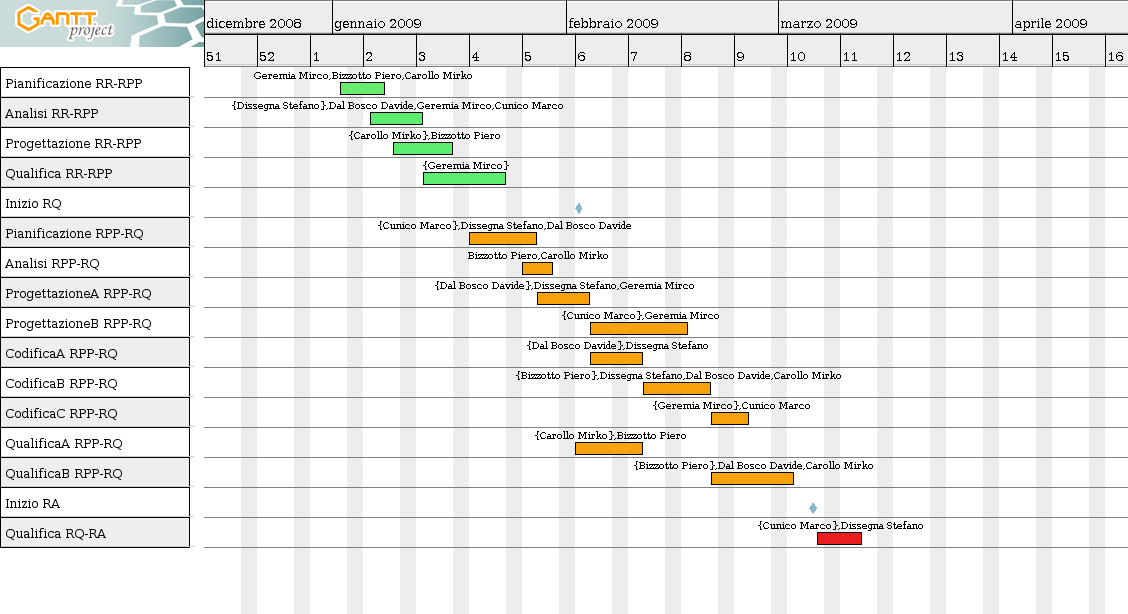 GANTT
project
dicembre 2008 gennaio 2009 febbraio 2009 marzo 2009 aprile 2009
51 52 1 2 3 4 5 6 7 8 9 10 11 12 13 14 15 16
Pianificazione RR-RPP Geremia Mirco,Bizzotto Piero,Carollo Mirko
Analisi RR-RPP {Dissegna Stefano},Dal Bosco Davide,Geremia Mirco,Cunico Marco
Progettazione RR-RPP {Carollo Mirko},Bizzotto Piero
Qualifica RR-RPP {Geremia Mirco}
Inizio RQ
Pianificazione RPP-RQ {Cunico Marco},Dissegna Stefano,Dal Bosco Davide
Analisi RPP-RQ Bizzotto Piero,Carollo Mirko
ProgettazioneA RPP-RQ {Dal Bosco Davide},Dissegna Stefano,Geremia Mirco
ProgettazioneB RPP-RQ {Cunico Marco},Geremia Mirco
CodificaA RPP-RQ {Dal Bosco Davide},Dissegna Stefano
CodificaB RPP-RQ {Bizzotto Piero},Dissegna Stefano,Dal Bosco Davide,Carollo Mirko
CodificaC RPP-RQ {Geremia Mirco},Cunico Marco
QualificaA RPP-RQ {Carollo Mirko},Bizzotto Piero
QualificaB RPP-RQ {Bizzotto Piero},Dal Bosco Davide,Carollo Mirko
Inizio RA
Qualifica RQ-RA {Cunico Marco},Dissegna Stefano